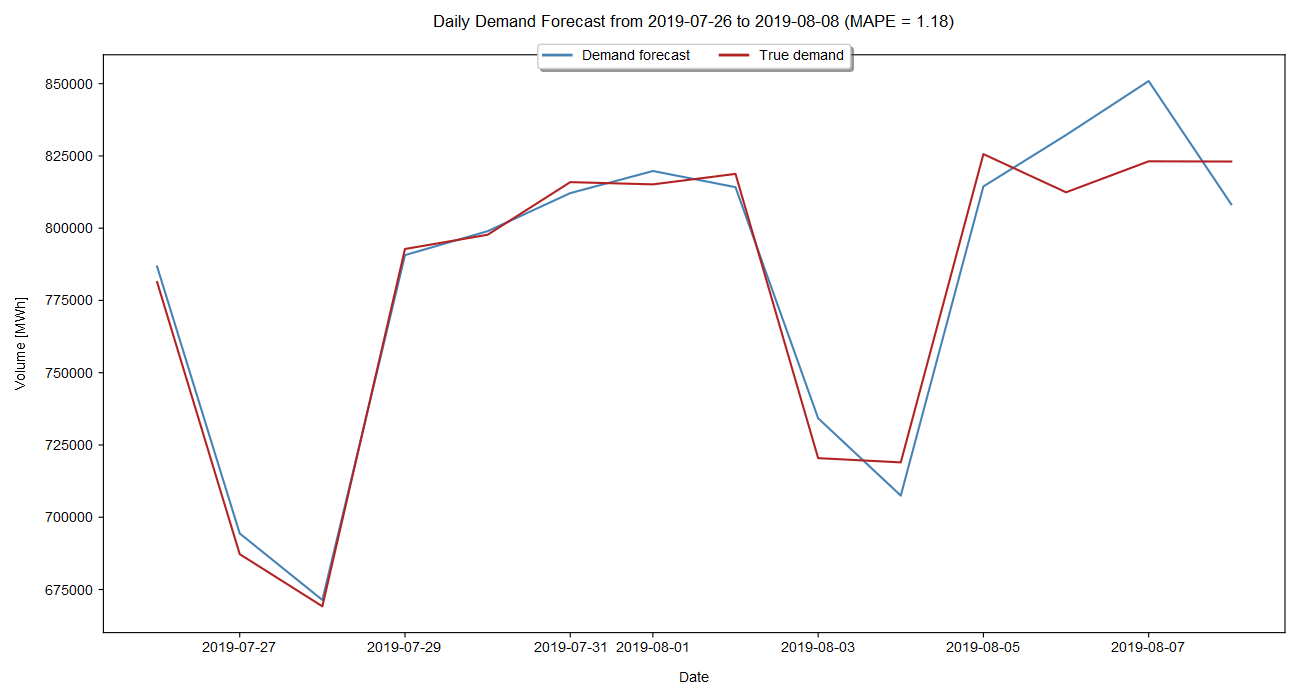 Daily Demand Forecast from 2019-07-26 to 2019-08-08 (MAPE = 1.18)
Demand forecast True demand
850000
825000
800000
775000
750000
725000
700000
675000
Volume [MWh]
2019-07-27 2019-07-29 2019-07-31 2019-08-01 2019-08-03 2019-08-05 2019-08-07
Date